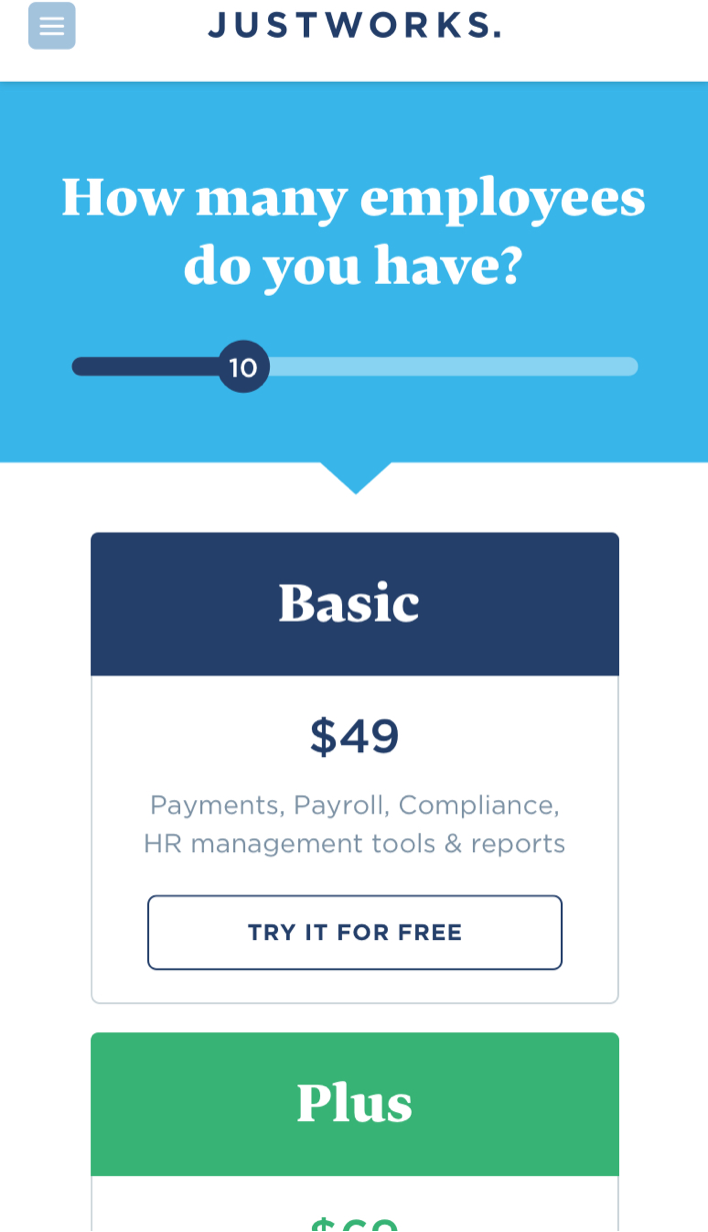 JUSTWORKS.
How many employees
do you have?
10
Basic
$49
Payments, Payroll, Compliance,
HR management tools & reports
TRY IT FOR FREE
Plus